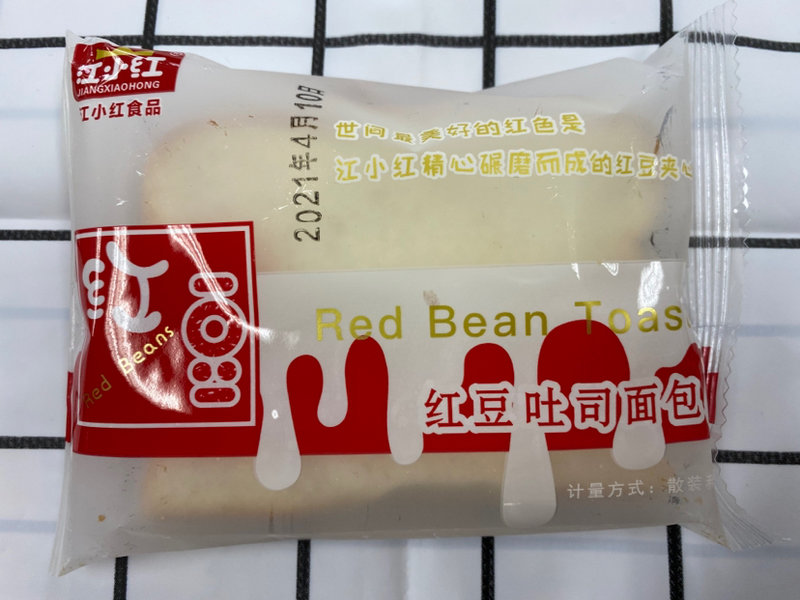 江小红
JIANGXIAOHONG
江小红食品
2021年4月10日
世间最美好的红色是
江小红精心碾磨而成的红豆夹心
红豆
Red Beans
Red Bean Toas
红豆吐司面包
计量方式：散装